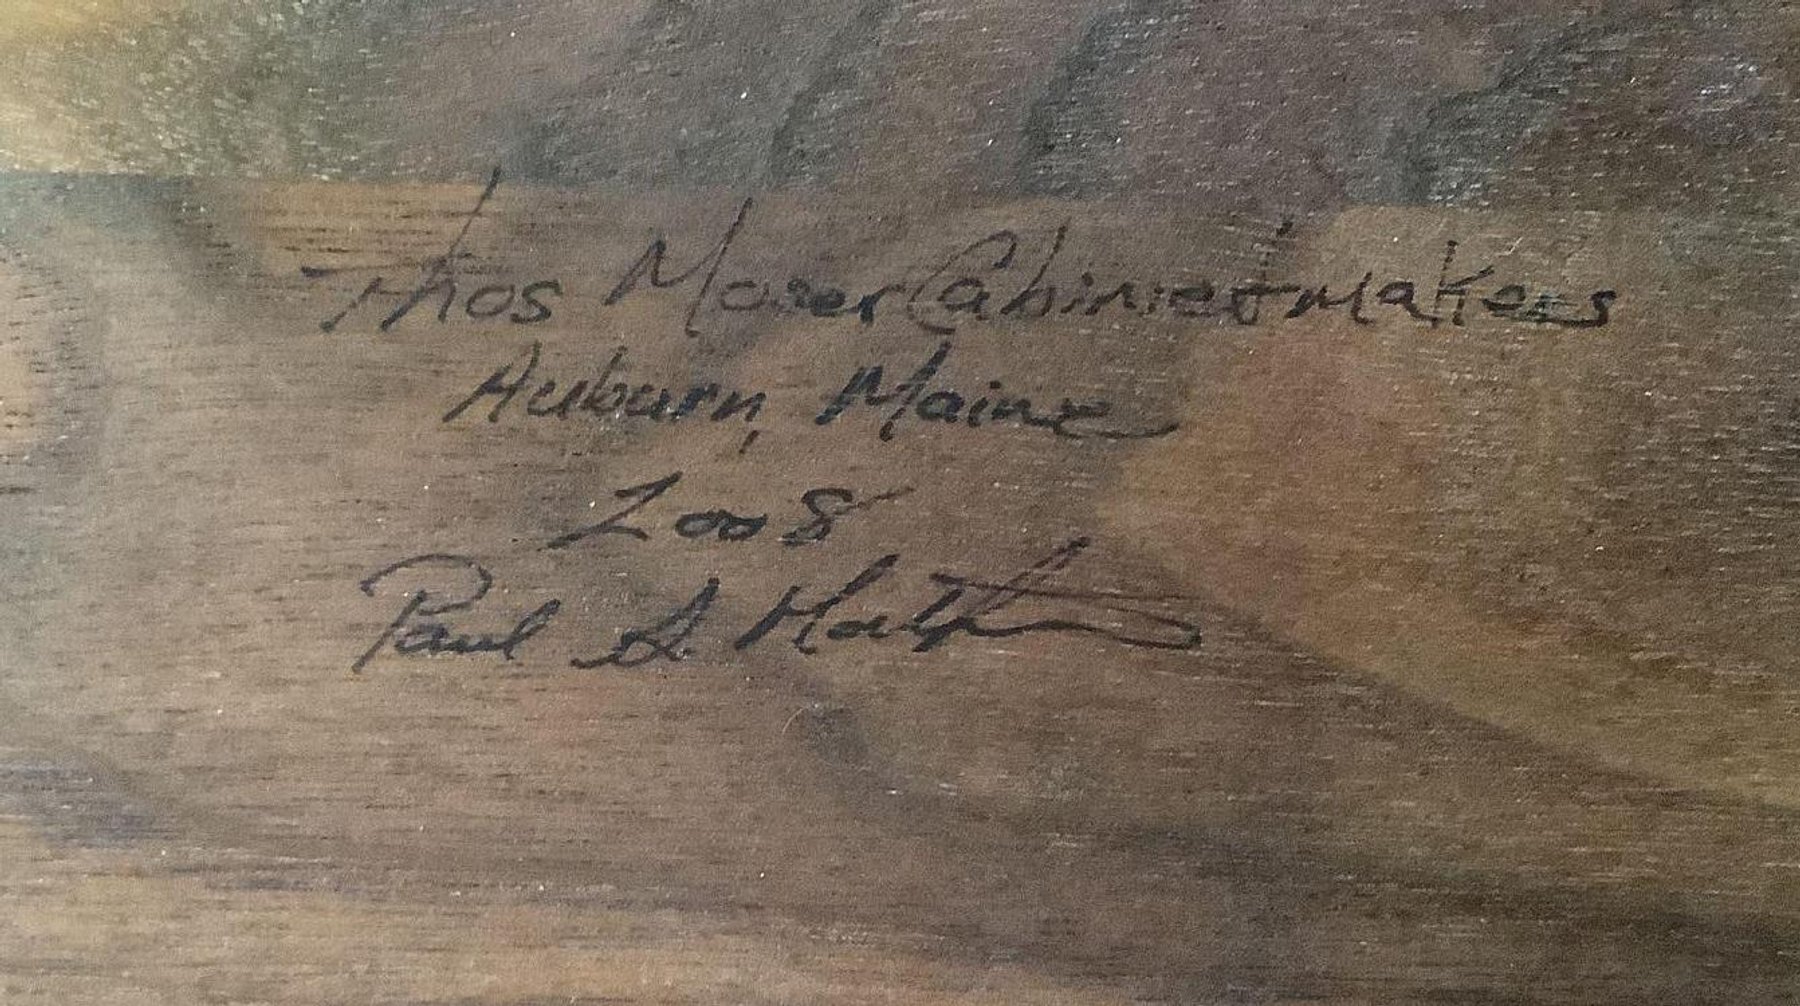 Thos Moser Cabinetmakers
Auburn, Maine
2008
Paul A.